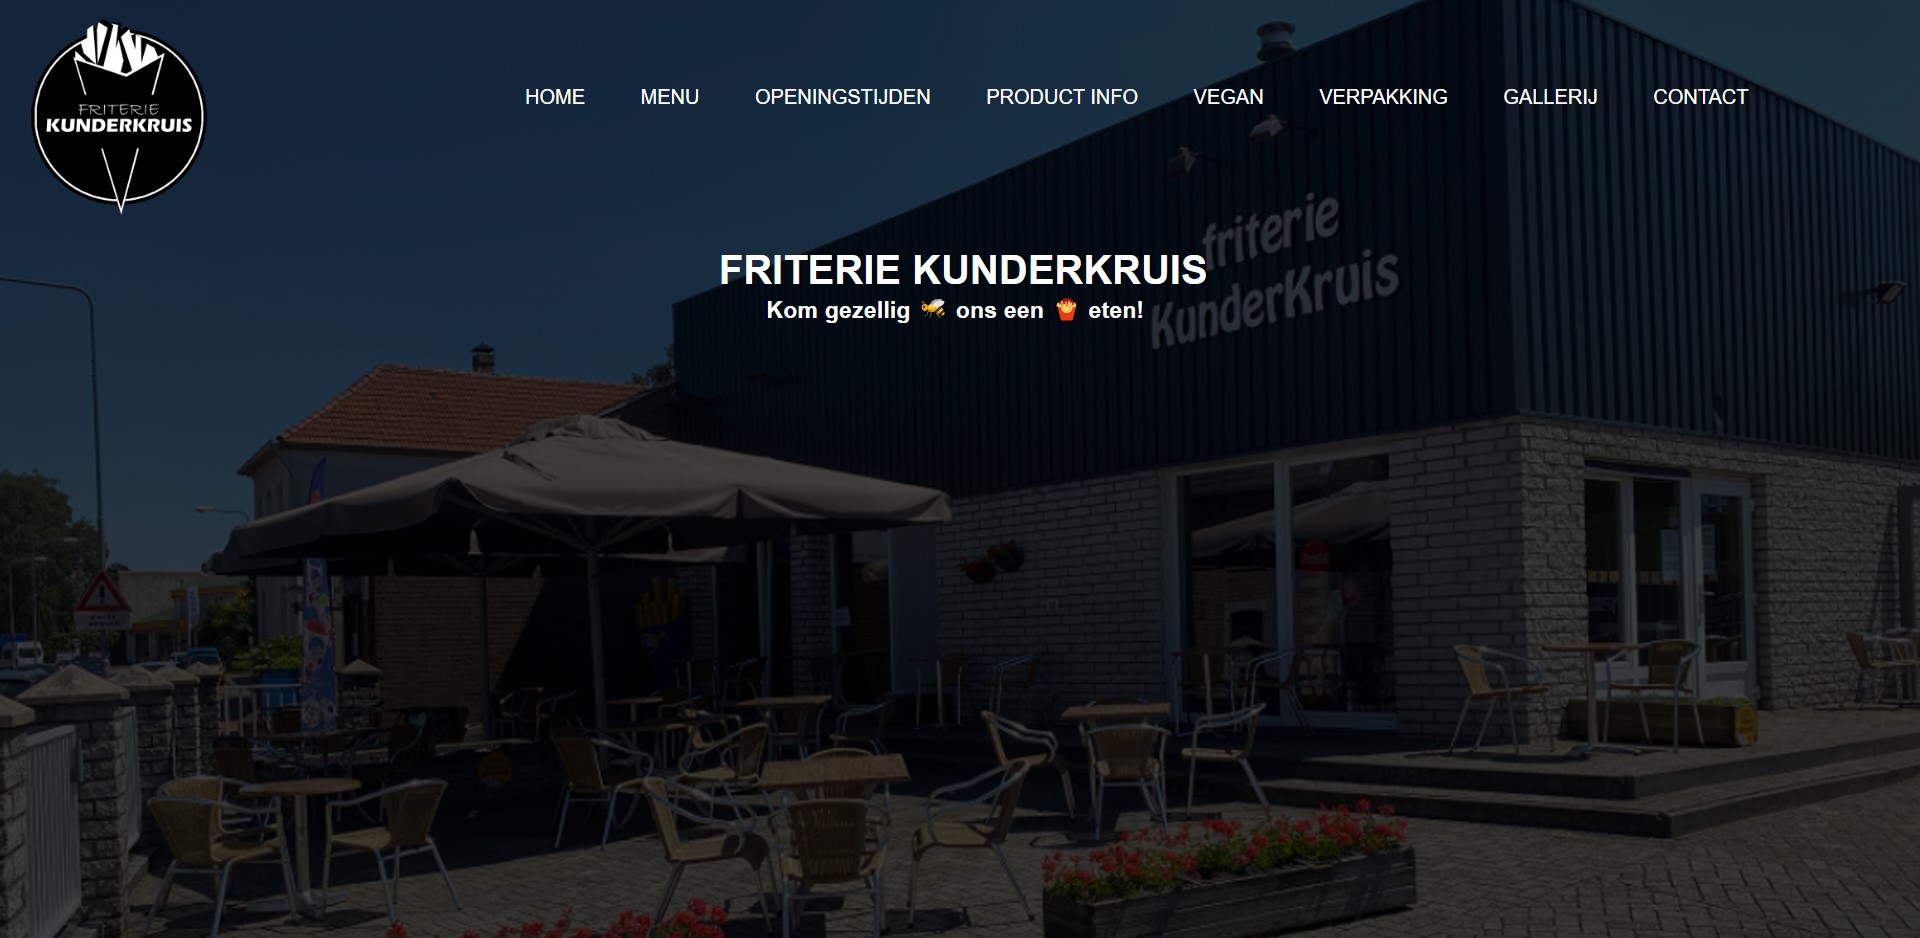 FRITERIE
KUNDERKRUIS
HOME MENU OPENINGSTIJDEN PRODUCT INFO VEGAN VERPAKKING GALLERIJ CONTACT
friterie
KunderKruis
FRITERIE KUNDERKRUIS
Kom gezellig 🐝 ons een 🍟 eten!